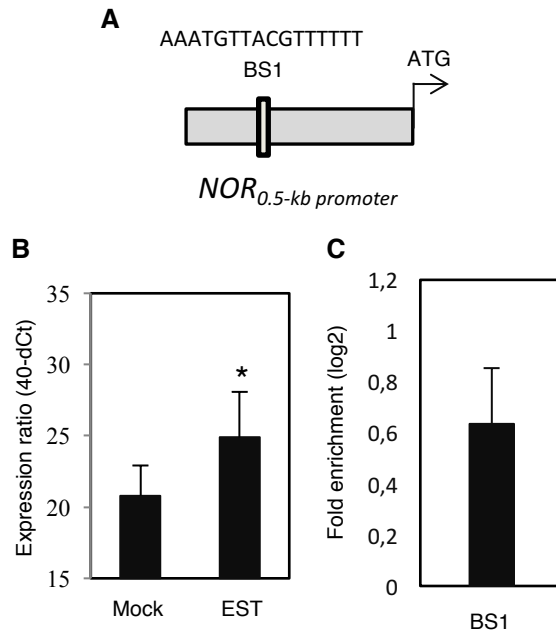 A
AAATGTTACGTTTTTT
BS1
ATG
NOR0.5-kb promoter
B
Expression ratio (40-dCt)
35
30
25
20
15
*
Mock
EST
C
Fold enrichment (log2)
1,2
1
0,8
0,6
0,4
0,2
0
BS1